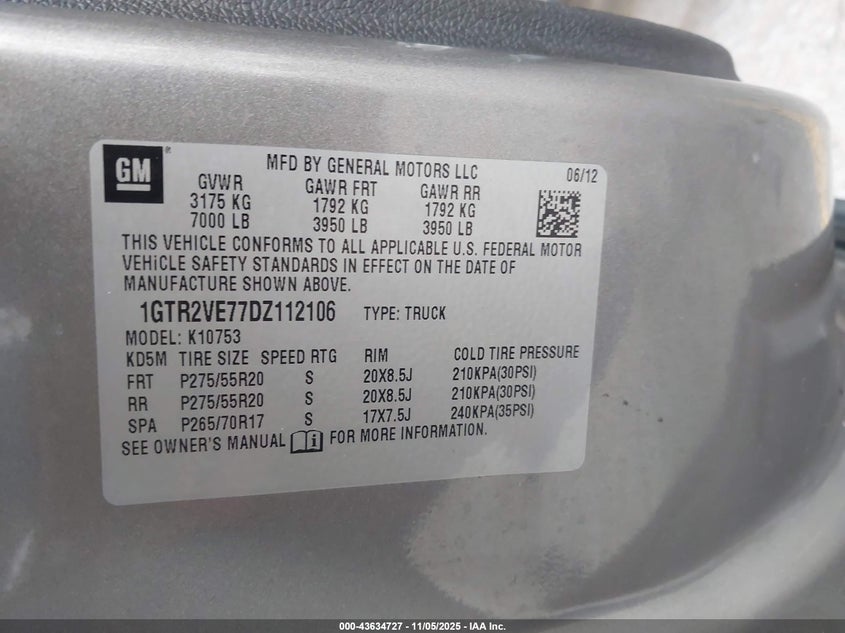 GM
MFD BY GENERAL MOTORS LLC 06/12
GVWR GAWR FRT GAWR RR
3175 KG 1792 KG 1792 KG
7000 LB 3950 LB 3950 LB
THIS VEHICLE CONFORMS TO ALL APPLICABLE U.S. FEDERAL MOTOR
VEHICLE SAFETY STANDARDS IN EFFECT ON THE DATE OF
MANUFACTURE SHOWN ABOVE.
1GTR2VE77DZ112106 TYPE: TRUCK
MODEL: K10753
KD5M TIRE SIZE SPEED RTG RIM COLD TIRE PRESSURE
FRT P275/55R20 S 20X8.5J 210KPA(30PSI)
RR P275/55R20 S 20X8.5J 210KPA(30PSI)
SPA P265/70R17 S 17X7.5J 240KPA(35PSI)
SEE OWNER'S MANUAL FOR MORE INFORMATION.
000-43634727 - 11/05/2025 - IAA Inc.